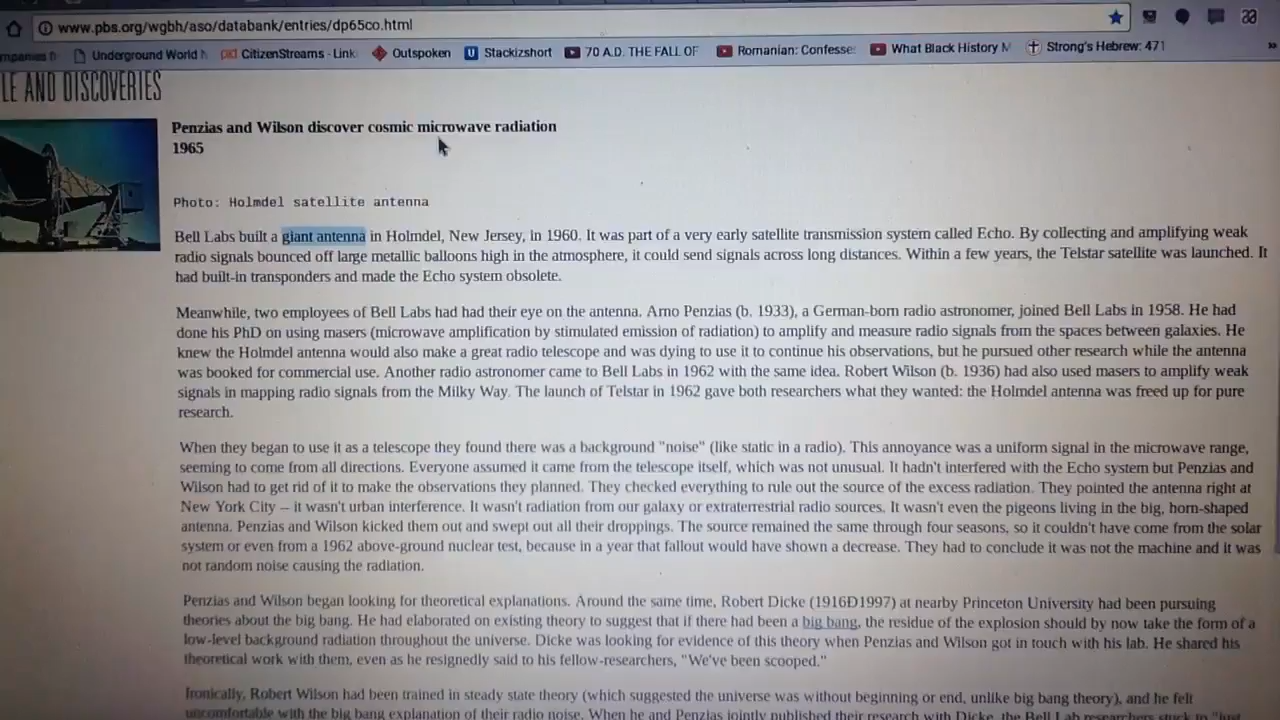 www.pbs.org/wgbh/aso/databank/entries/dp65co.html
Underground World CitizenStreams - Link Outspoken Stackizshort 70 A.D. THE FALL OF Romanian: Confesse What Black History M Strong's Hebrew: 471 »
LE AND DISCOVERIES
Penzias and Wilson discover cosmic microwave radiation
1965
Photo: Holmdel satellite antenna
Bell Labs built a giant antenna in Holmdel, New Jersey, in 1960. It was part of a very early satellite transmission system called Echo. By collecting and amplifying weak
radio signals bounced off large metallic balloons high in the atmosphere, it could send signals across long distances. Within a few years, the Telstar satellite was launched. It
had built-in transponders and made the Echo system obsolete.
Meanwhile, two employees of Bell Labs had had their eye on the antenna. Arno Penzias (b. 1933), a German-born radio astronomer, joined Bell Labs in 1958. He had
done his PhD on using masers (microwave amplification by stimulated emission of radiation) to amplify and measure radio signals from the spaces between galaxies. He
knew the Holmdel antenna would also make a great radio telescope and was dying to use it to continue his observations, but he pursued other research while the antenna
was booked for commercial use. Another radio astronomer came to Bell Labs in 1962 with the same idea. Robert Wilson (b. 1936) had also used masers to amplify weak
signals in mapping radio signals from the Milky Way. The launch of Telstar in 1962 gave both researchers what they wanted: the Holmdel antenna was freed up for pure
research.
When they began to use it as a telescope they found there was a background "noise" (like static in a radio). This annoyance was a uniform signal in the microwave range,
seeming to come from all directions. Everyone assumed it came from the telescope itself, which was not unusual. It hadn't interfered with the Echo system but Penzias and
Wilson had to get rid of it to make the observations they planned. They checked everything to rule out the source of the excess radiation. They pointed the antenna right at
New York City -- it wasn't urban interference. It wasn't radiation from our galaxy or extraterrestrial radio sources. It wasn't even the pigeons living in the big, horn-shaped
antenna. Penzias and Wilson kicked them out and swept out all their droppings. The source remained the same through four seasons, so it couldn't have come from the solar
system or even from a 1962 above-ground nuclear test, because in a year that fallout would have shown a decrease. They had to conclude it was not the machine and it was
not random noise causing the radiation.
Penzias and Wilson began looking for theoretical explanations. Around the same time, Robert Dicke (1916Ð1997) at nearby Princeton University had been pursuing
theories about the big bang. He had elaborated on existing theory to suggest that if there had been a big bang, the residue of the explosion should by now take the form of a
low-level background radiation throughout the universe. Dicke was looking for evidence of this theory when Penzias and Wilson got in touch with his lab. He shared his
theoretical work with them, even as he resignedly said to his fellow-researchers, "We've been scooped."
Ironically, Robert Wilson had been trained in steady state theory (which suggested the universe was without beginning or end, unlike big bang theory), and he felt
uncomfortable with the big bang explanation of their radio noise. When he and Penzias jointly published their research with Dicke, the Bell Lab researchers stuck to "just